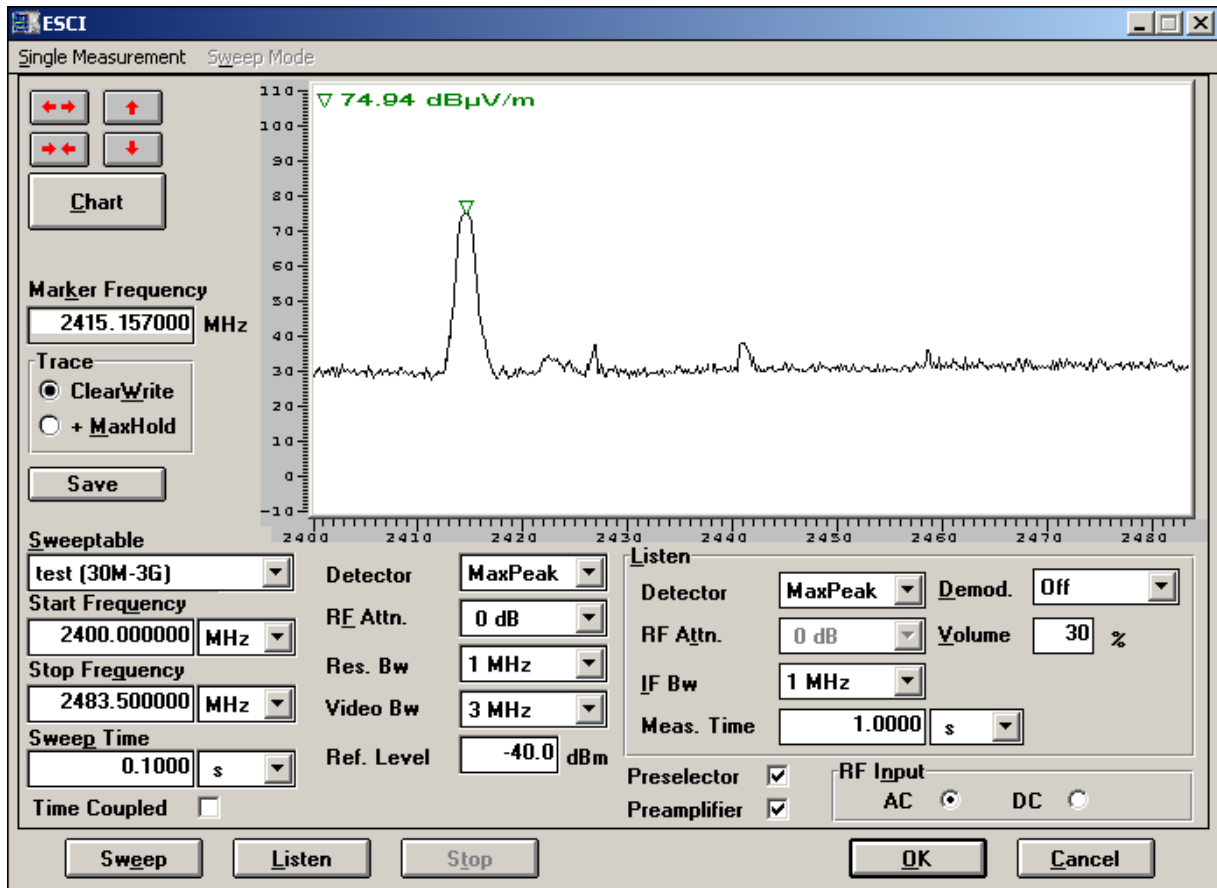 ESCI
Single Measurement Sweep Mode
▽ 74.94 dBµV/m
110
100
90
80
70
60
50
40
30
20
10
0
-10
2400 2410 2420 2430 2440 2450 2460 2470 2480
Chart
Marker Frequency
2415.157000 MHz
Trace
ClearWrite
+ MaxHold
Save
Sweeptable
test (30M-3G)
Start Frequency
2400.000000 MHz
Stop Frequency
2483.500000 MHz
Sweep Time
0.1000 s
Time Coupled
Detector MaxPeak
RF Attn. 0 dB
Res. Bw 1 MHz
Video Bw 3 MHz
Ref. Level -40.0 dBm
Listen
Detector MaxPeak Demod. Off
RF Attn. 0 dB Volume 30 %
IF Bw 1 MHz
Meas. Time 1.0000 s
Preselector
Preamplifier
RF Input
AC DC
Sweep Listen Stop OK Cancel